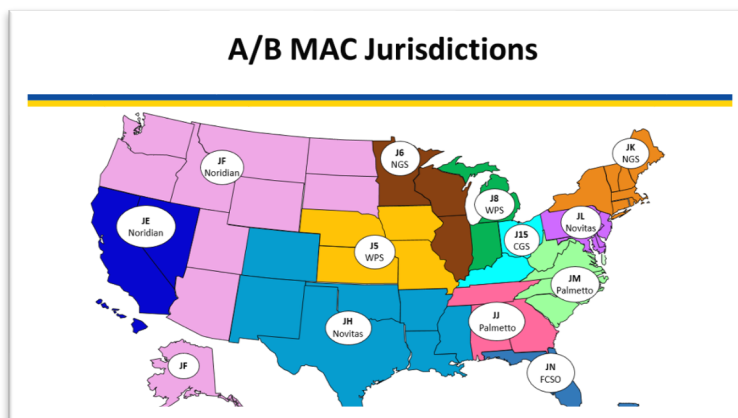 A/B MAC Jurisdictions
J6
NGS
JK
NGS
JF
Noridian
J8
WPS
JL
Novitas
JE
Noridian
J15
CGS
J5
WPS
JM
Palmetto
JH
Novitas
JJ
Palmetto
JF
JN
FCSO